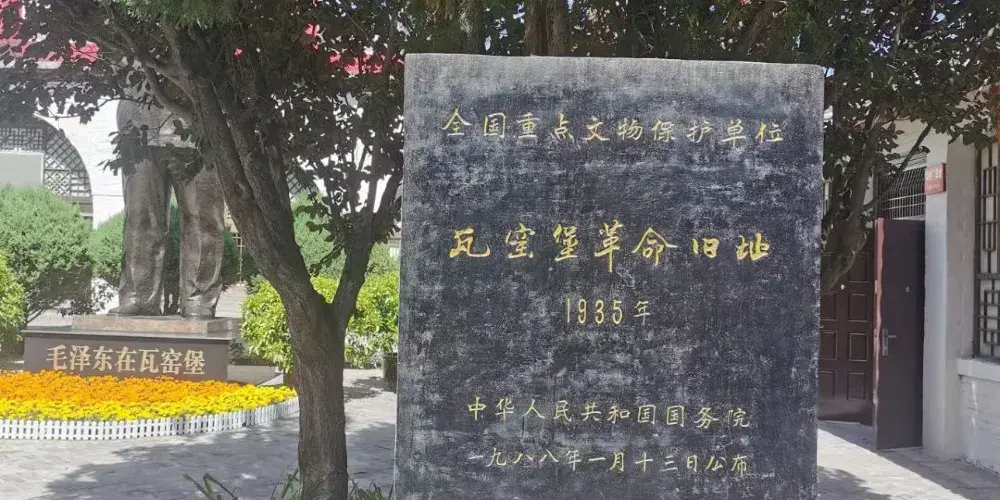 全国重点文物保护单位
瓦窑堡革命旧址
1935年
中华人民共和国国务院
一九八八年一月十三日公布
毛泽东在瓦窑堡